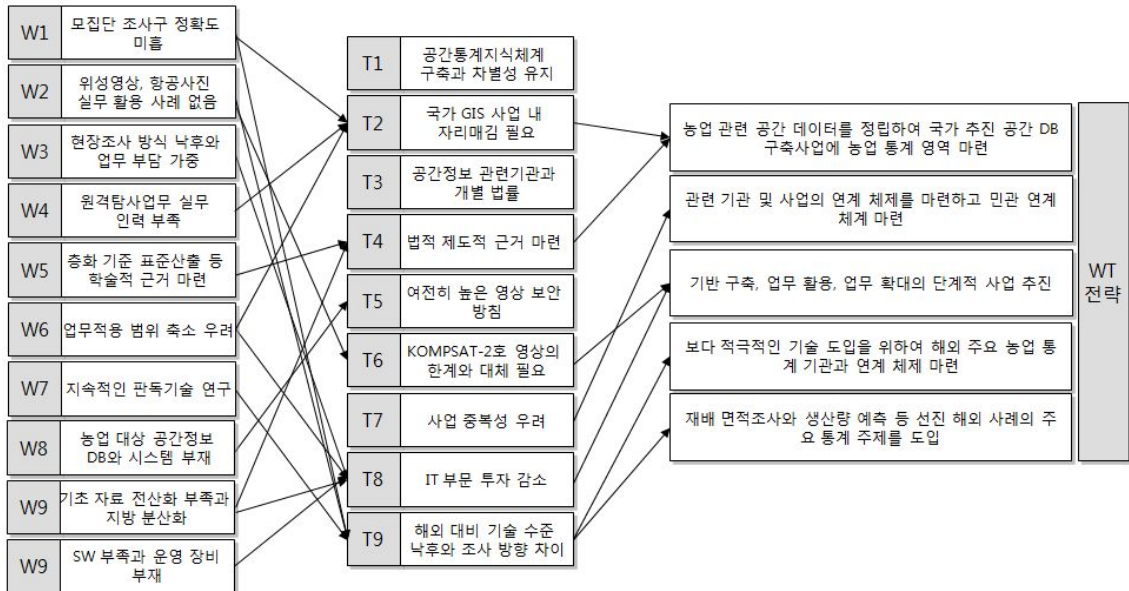 W1
모집단 조사구 정확도
미흡
W2
위성영상, 항공사진
실무 활용 사례 없음
W3
현장조사 방식 낙후와
업무 부담 가중
W4
원격탐사업무 실무
인력 부족
W5
층화 기준 표준산출 등
학술적 근거 마련
W6
업무적용 범위 축소 우려
W7
지속적인 판독기술 연구
W8
농업 대상 공간정보
DB와 시스템 부재
W9
기초 자료 전산화 부족과
지방 분산화
W9
SW 부족과 운영 장비
부재
T1
공간통계지식체계
구축과 차별성 유지
T2
국가 GIS 사업 내
자리매김 필요
T3
공간정보 관련기관과
개별 법률
T4
법적 제도적 근거 마련
T5
여전히 높은 영상 보안
방침
T6
KOMPSAT-2호 영상의
한계와 대체 필요
T7
사업 중복성 우려
T8
IT 부문 투자 감소
T9
해외 대비 기술 수준
낙후와 조사 방향 차이
농업 관련 공간 데이터를 정립하여 국가 추진 공간 DB
구축사업에 농업 통계 영역 마련
관련 기관 및 사업의 연계 체제를 마련하고 민관 연계
체계 마련
기반 구축, 업무 활용, 업무 확대의 단계적 사업 추진
보다 적극적인 기술 도입을 위하여 해외 주요 농업 통
계 기관과 연계 체제 마련
재배 면적조사와 생산량 예측 등 선진 해외 사례의 주
요 통계 주제를 도입
WT
전략